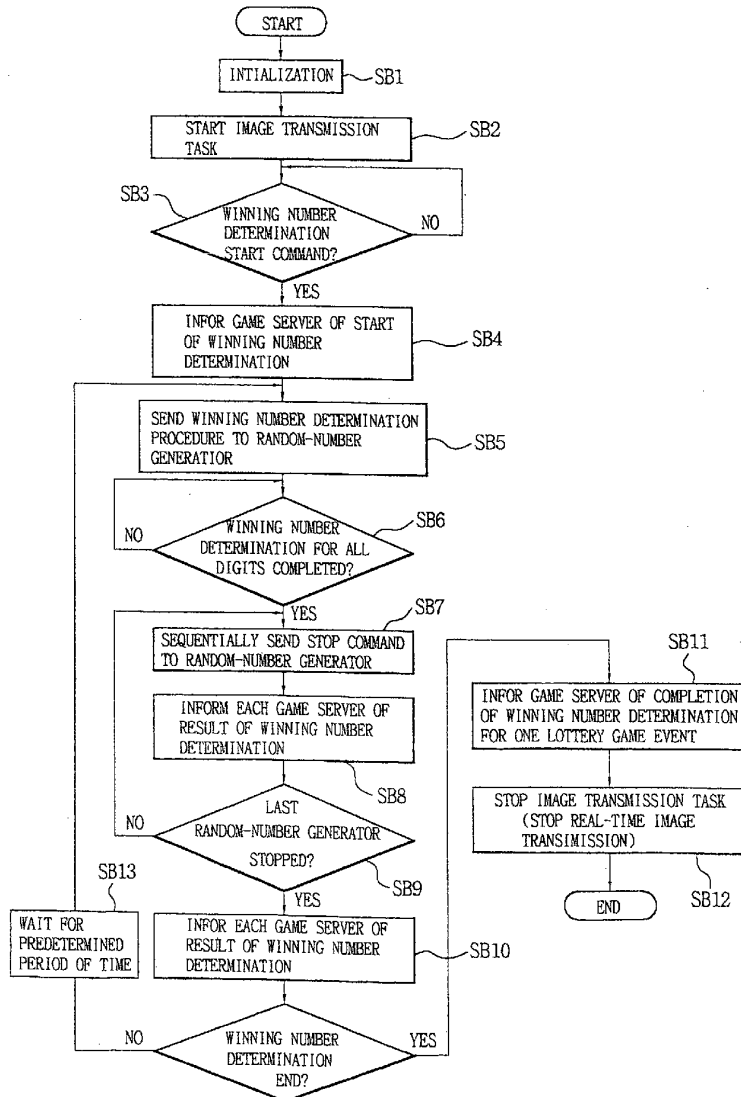 START
INTIALIZATION
SB1
START IMAGE TRANSMISSION
TASK
SB2
SB3
WINNING NUMBER
DETERMINATION
START COMMAND?
NO
YES
INFOR GAME SERVER OF START
OF WINNING NUMBER
DETERMINATION
SB4
SEND WINNING NUMBER DETERMINATION
PROCEDURE TO RANDOM-NUMBER
GENERATIOR
SB5
SB6
NO
WINNING NUMBER
DETERMINATION FOR ALL
DIGITS COMPLETED?
YES
SB7
SEQUENTIALLY SEND STOP COMMAND
TO RANDOM-NUMBER GENERATOR
INFORM EACH GAME SERVER OF
RESULT OF WINNING NUMBER
DETERMINATION
SB8
NO
LAST
RANDOM-NUMBER GENERATOR
STOPPED?
SB9
YES
SB13
WAIT FOR
PREDETERMINED
PERIOD OF TIME
INFOR EACH GAME SERVER OF
RESULT OF WINNING NUMBER
DETERMINATION
SB10
NO
WINNING NUMBER
DETERMINATION
END?
YES
SB11
INFOR GAME SERVER OF COMPLETION
OF WINNING NUMBER DETERMINATION
FOR ONE LOTTERY GAME EVENT
STOP IMAGE TRANSMISSION TASK
(STOP REAL-TIME IMAGE
TRANSIMISSION)
SB12
END